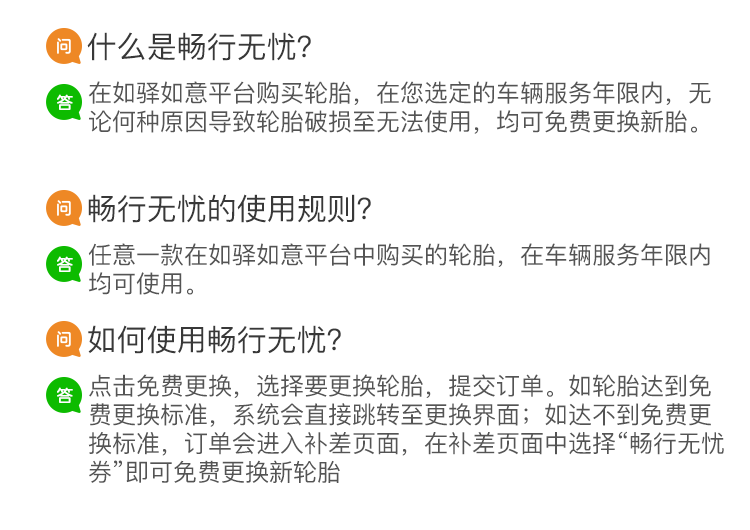 问 什么是畅行无忧？
答 在如驿如意平台购买轮胎，在您选定的车辆服务年限内，无
论何种原因导致轮胎破损至无法使用，均可免费更换新胎。
问 畅行无忧的使用规则？
答 任意一款在如驿如意平台中购买的轮胎，在车辆服务年限内
均可使用。
问 如何使用畅行无忧？
答 点击免费更换，选择要更换轮胎，提交订单。如轮胎达到免
费更换标准，系统会直接跳转至更换界面；如达不到免费更
换标准，订单会进入补差页面，在补差页面中选择“畅行无忧
券”即可免费更换新轮胎